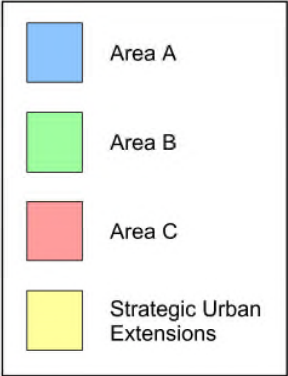 Area A
Area B
Area C
Strategic Urban
Extensions